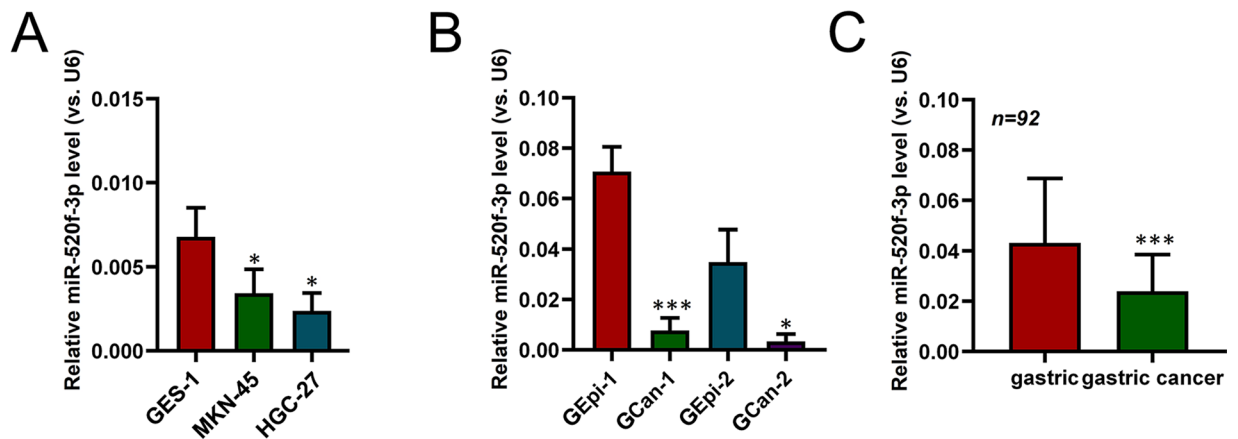 A
Relative miR-520f-3p level (vs. U6)
0.015
0.010
0.005
0.000
*
*
GES-1
MKN-45
HGC-27
B
Relative miR-520f-3p level (vs. U6)
0.10
0.08
0.06
0.04
0.02
0.00
***
*
GEpi-1
GCan-1
GEpi-2
GCan-2
C
Relative miR-520f-3p level (vs. U6)
0.10
0.08
0.06
0.04
0.02
0.00
n=92
***
gastric
gastric cancer